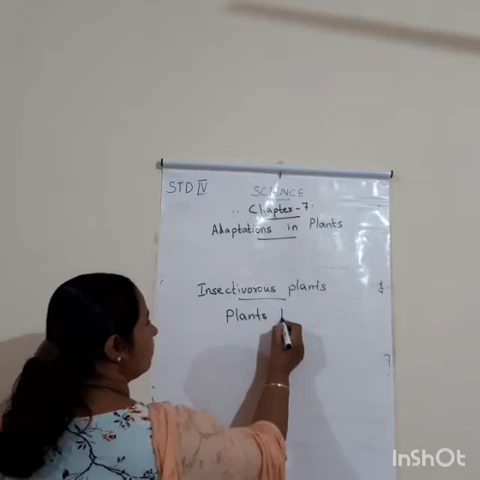 STD IV
SCIENCE
Chapter-7
Adaptations in Plants
Insectivorous plants
Plants
InShOt